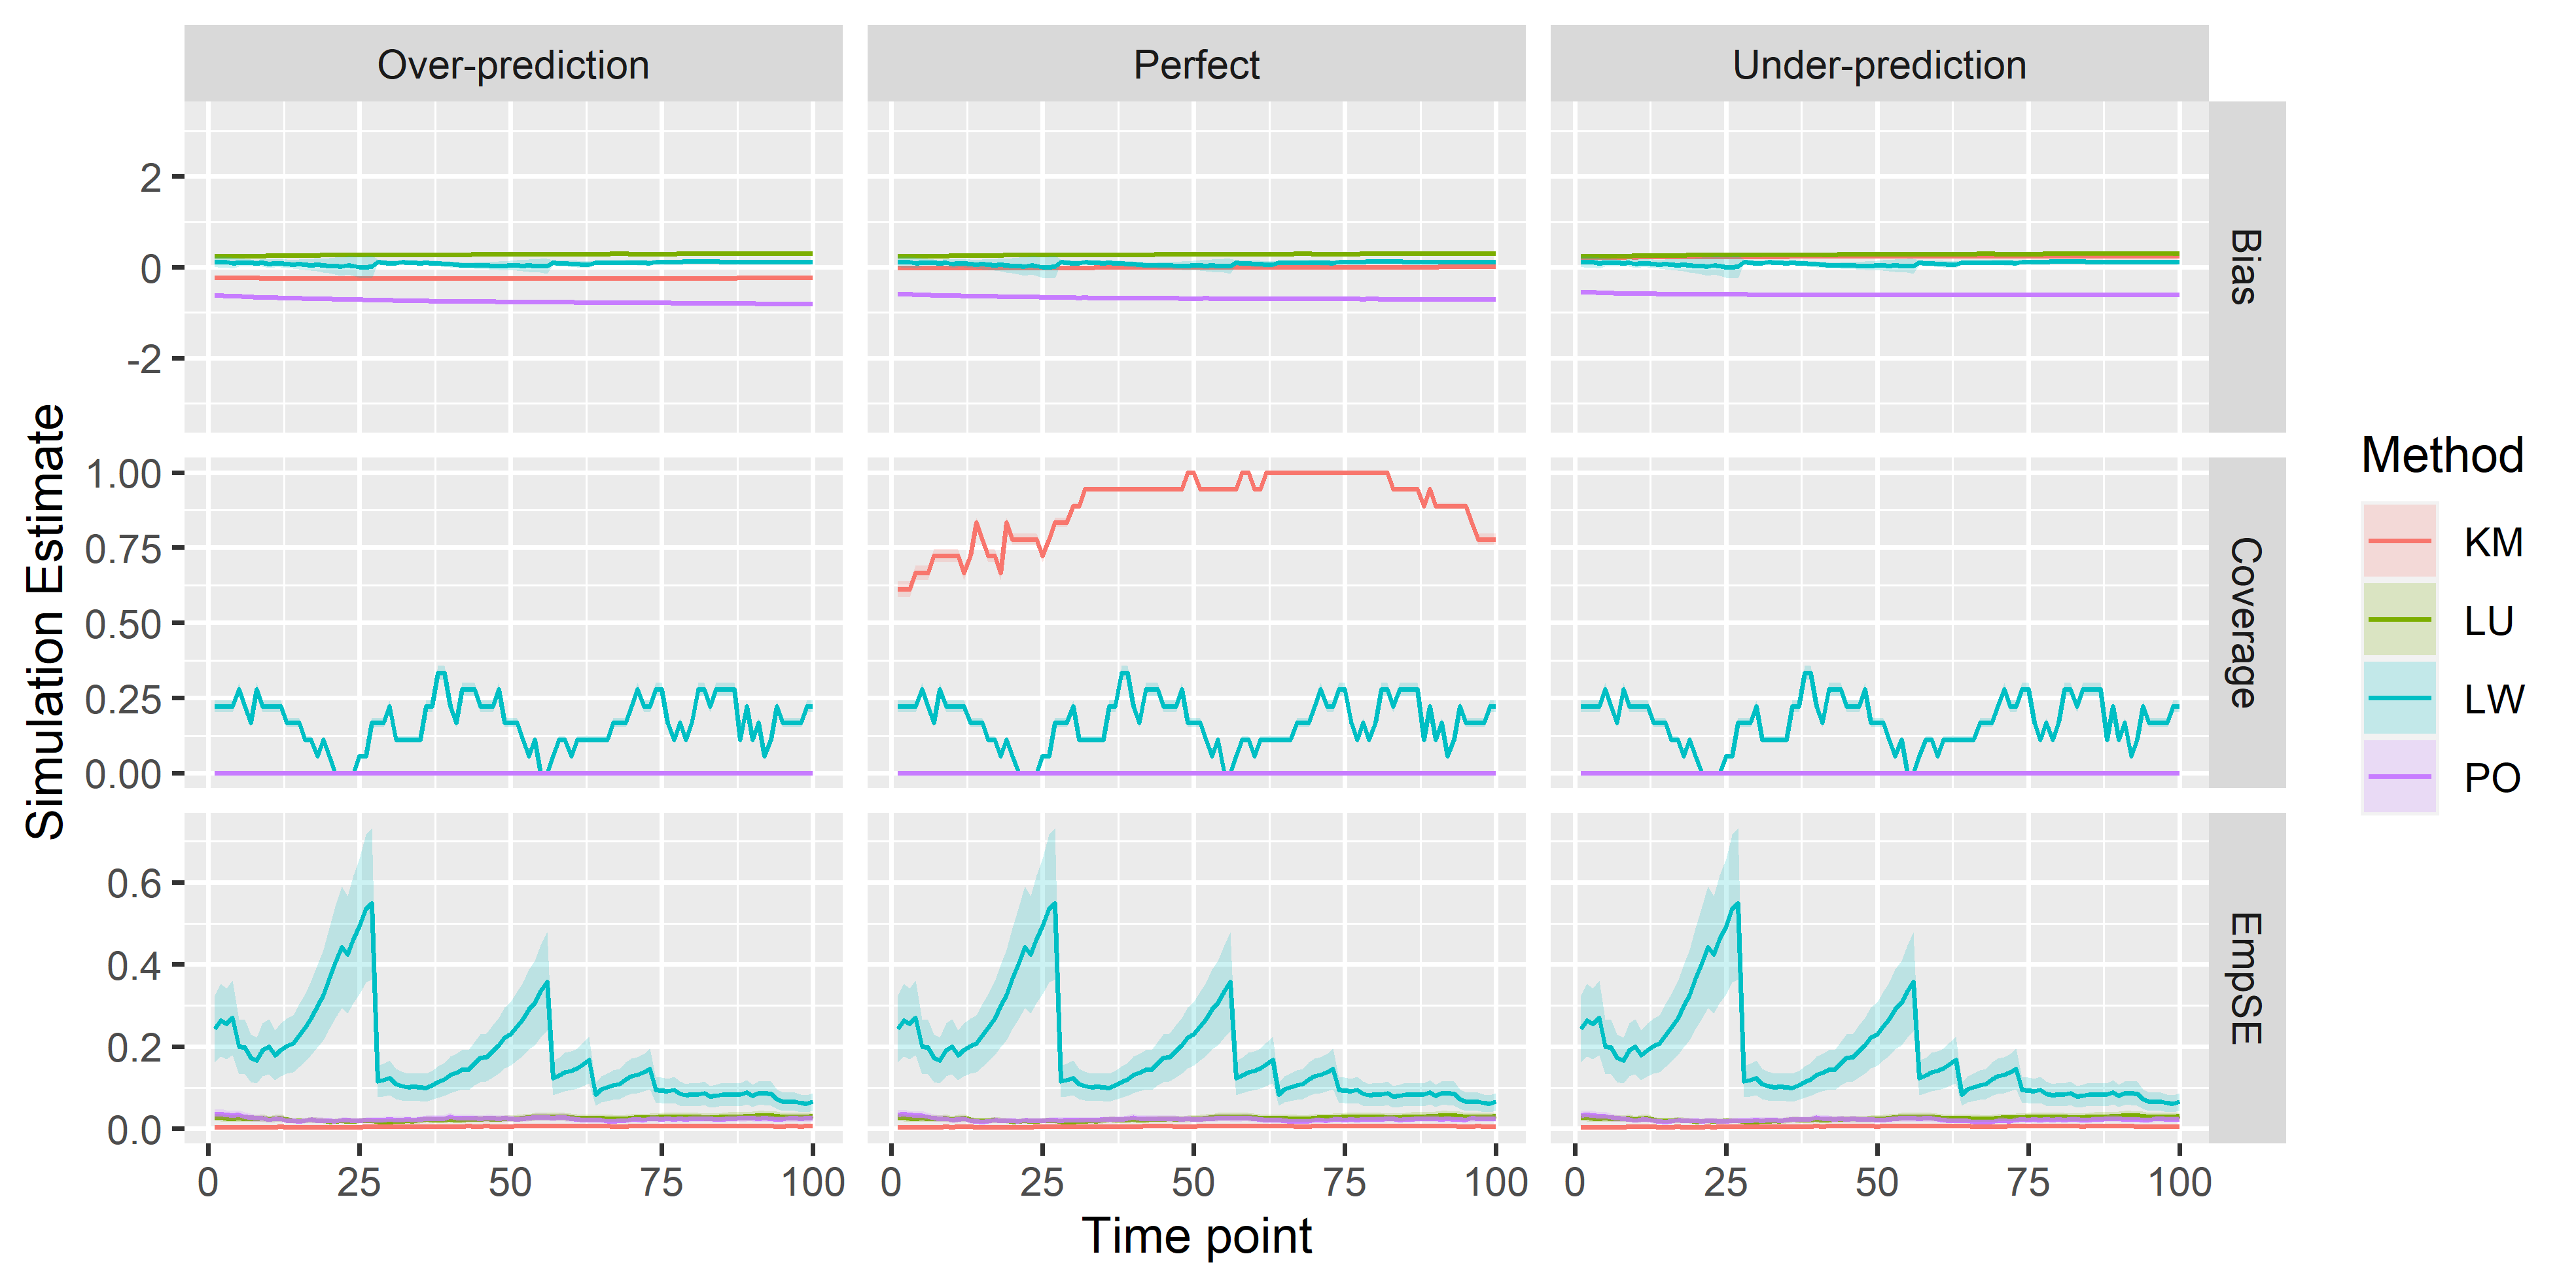 Over-prediction
Perfect
Under-prediction
2
0
-2
Bias
1.00
0.75
0.50
0.25
0.00
Coverage
0.6
0.4
0.2
0.0
EmpSE
0 25 50 75 100
0 25 50 75 100
0 25 50 75 100
Time point
Simulation Estimate
Method
KM
LU
LW
PO